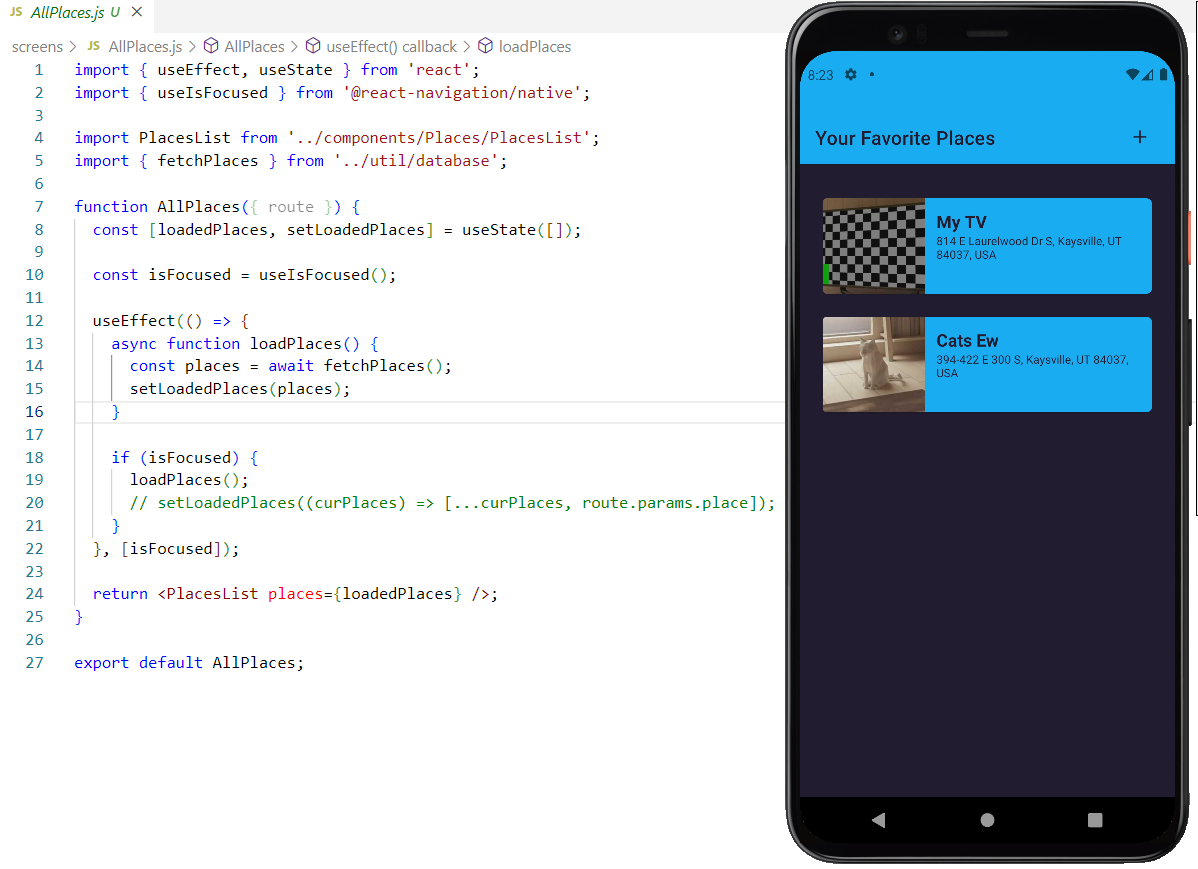 JS AllPlaces.js U ×
screens > JS AllPlaces.js > AllPlaces > useEffect() callback > loadPlaces
1 import { useEffect, useState } from 'react';
2 import { useIsFocused } from '@react-navigation/native';
3
4 import PlacesList from '../components/Places/PlacesList';
5 import { fetchPlaces } from '../util/database';
6
7 function AllPlaces({ route }) {
8 const [loadedPlaces, setLoadedPlaces] = useState([]);
9
10 const isFocused = useIsFocused();
11
12 useEffect(() => {
13 async function loadPlaces() {
14 const places = await fetchPlaces();
15 setLoadedPlaces(places);
16 }
17
18 if (isFocused) {
19 loadPlaces();
20 // setLoadedPlaces((curPlaces) => [...curPlaces, route.params.place]);
21 }
22 }, [isFocused]);
23
24 return <PlacesList places={loadedPlaces} />;
25 }
26
27 export default AllPlaces;
8:23
Your Favorite Places +
My TV
814 E Laurelwood Dr S, Kaysville, UT
84037, USA
Cats Ew
394-422 E 300 S, Kaysville, UT 84037,
USA